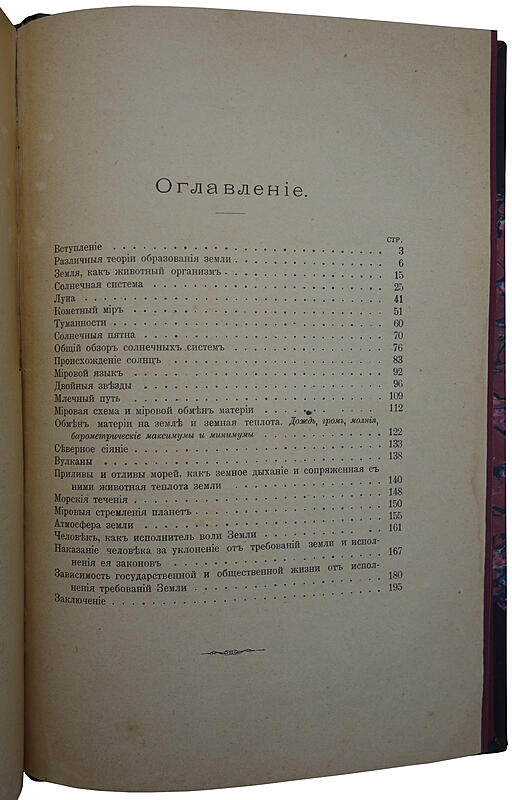 Оглавленіе.
СТР.
Вступленіе 3
Различныя теоріи образованія земли 6
Земля, какъ животный организмъ 15
Солнечная система 25
Луна 41
Кометный міръ 51
Туманности 60
Солнечныя пятна 70
Общій обзоръ солнечныхъ системъ 76
Происхожденіе солнцъ 83
Міровой языкъ 92
Двойныя звѣзды 96
Млечный путь 109
Міровая схема и міровой обмѣнъ матеріи 112
Обмѣнъ матеріи на землѣ и земная теплота. Дождь, громъ, молнія,
барометрическіе максимумы и минимумы 122
Сѣверное сіяніе 133
Вулканы 138
Приливы и отливы морей, какъ земное дыханіе и сопряженная съ
ними животная теплота земли 140
Морскія теченія 148
Міровыя стремленія планетъ 150
Атмосфера земли 155
Человѣкъ, какъ исполнитель воли Земли 161
Наказаніе человѣка за уклоненіе отъ требованій земли и испол-
ненія ея законовъ 167
Зависимость государственной и общественной жизни отъ испол-
ненія требованій Земли 180
Заключеніе 195